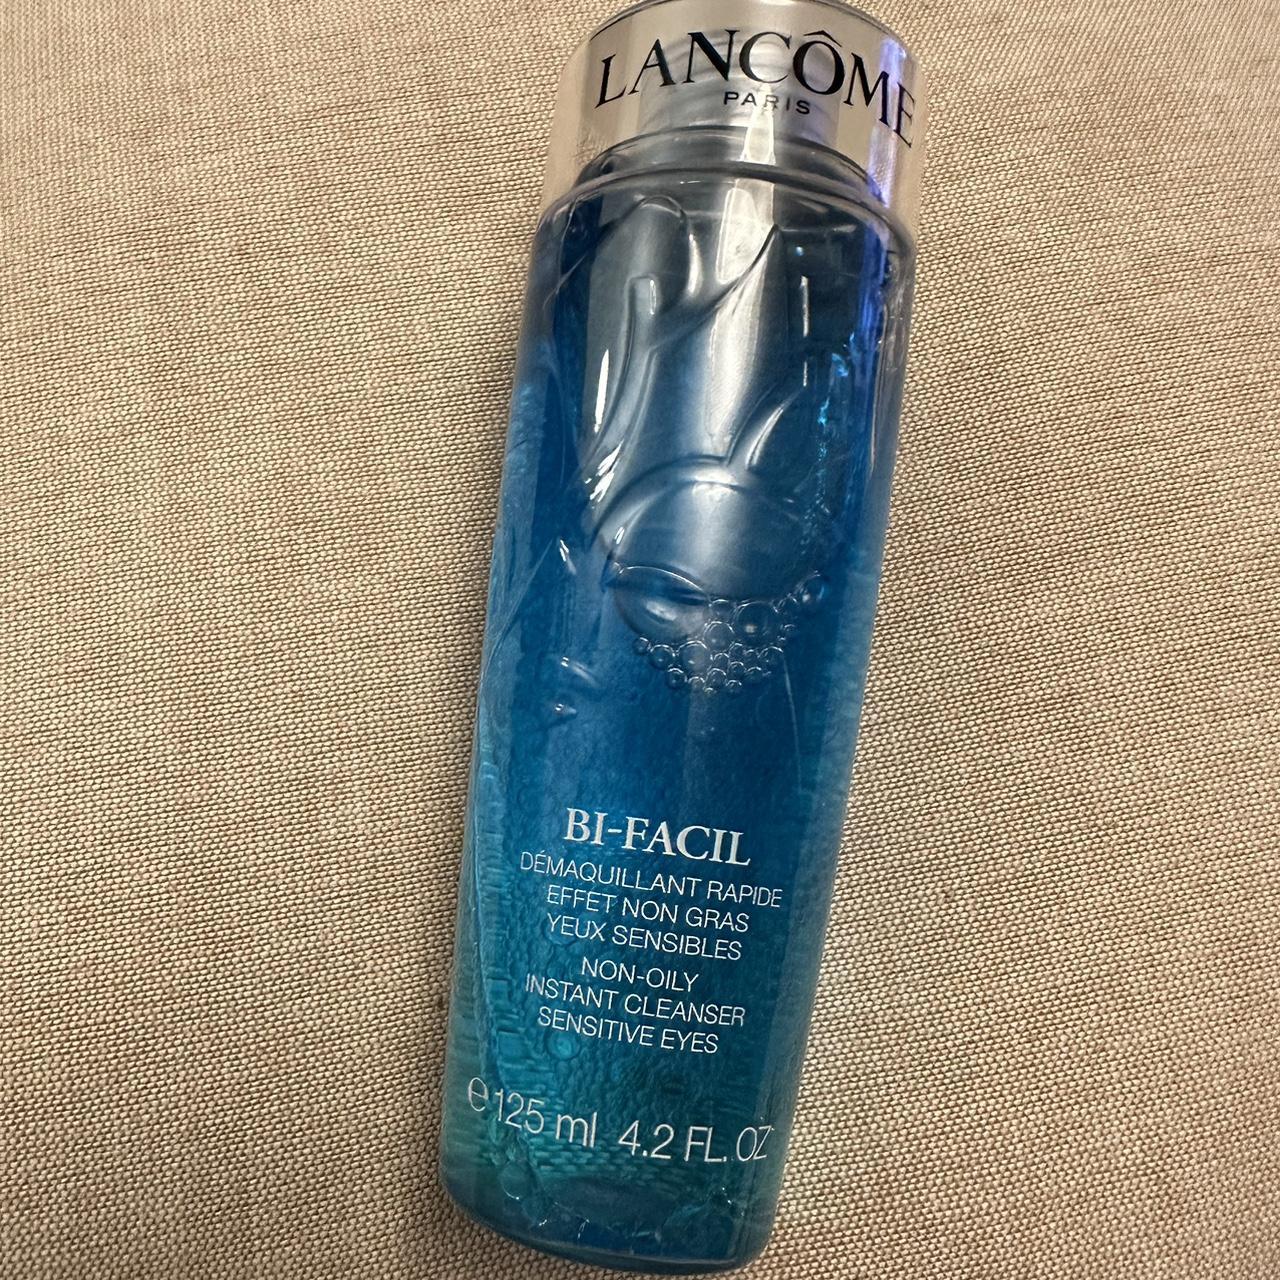 LANCÔME
PARIS
BI-FACIL
DÉMAQUILLANT RAPIDE
EFFET NON GRAS
YEUX SENSIBLES
NON-OILY
INSTANT CLEANSER
SENSITIVE EYES
℮125 ml 4.2 FL. OZ